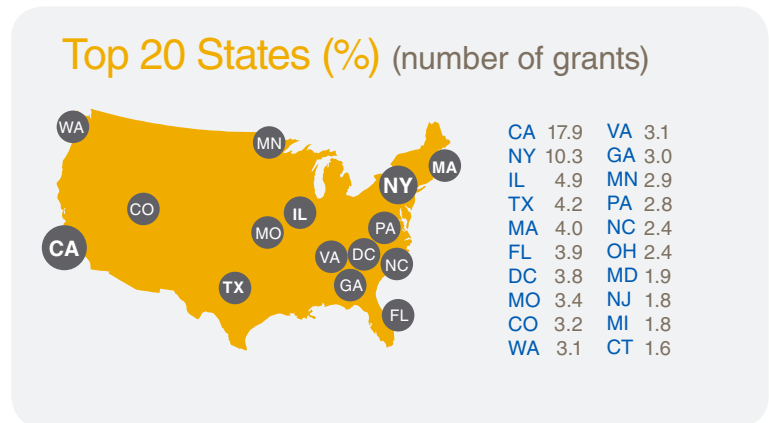 Top 20 States (%) (number of grants)
WA
MN
MA
NY
CO
IL
PA
MO
CA
VA
DC
NC
TX
GA
FL
CA 17.9
NY 10.3
IL 4.9
TX 4.2
MA 4.0
FL 3.9
DC 3.8
MO 3.4
CO 3.2
WA 3.1
VA 3.1
GA 3.0
MN 2.9
PA 2.8
NC 2.4
OH 2.4
MD 1.9
NJ 1.8
MI 1.8
CT 1.6